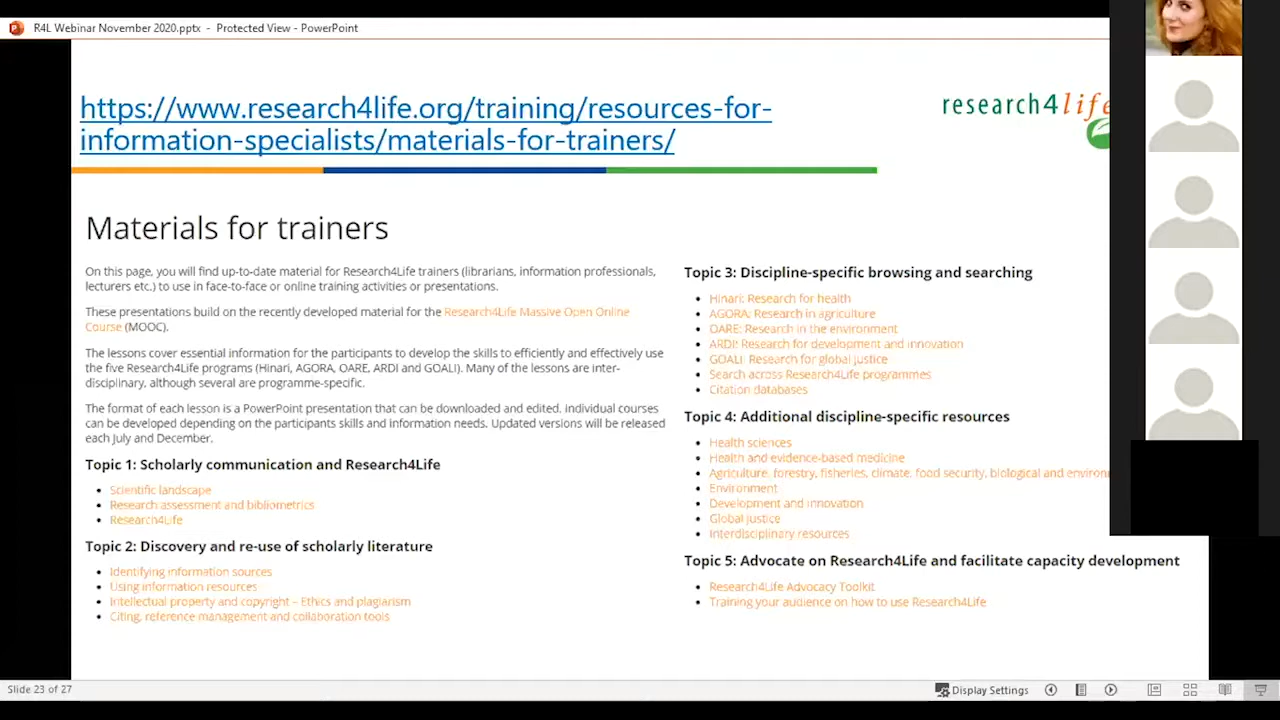 R4L Webinar November 2020.pptx - Protected View - PowerPoint
https://www.research4life.org/training/resources-for-
information-specialists/materials-for-trainers/
research4life
Materials for trainers
On this page, you will find up-to-date material for Research4Life trainers (librarians, information professionals,
lecturers etc.) to use in face-to-face or online training activities or presentations.
These presentations build on the recently developed material for the Research4Life Massive Open Online
Course (MOOC).
The lessons cover essential information for the participants to develop the skills to efficiently and effectively use
the five Research4Life programs (Hinari, AGORA, OARE, ARDI and GOALI). Many of the lessons are inter-
disciplinary, although several are programme-specific.
The format of each lesson is a PowerPoint presentation that can be downloaded and edited. Individual courses
can be developed depending on the participants skills and information needs. Updated versions will be released
each July and December.
Topic 1: Scholarly communication and Research4Life
• Scientific landscape
• Research assessment and bibliometrics
• Research4Life
Topic 2: Discovery and re-use of scholarly literature
• Identifying information sources
• Using information resources
• Intellectual property and copyright – Ethics and plagiarism
• Citing, reference management and collaboration tools
Topic 3: Discipline-specific browsing and searching
• Hinari: Research for health
• AGORA: Research in agriculture
• OARE: Research in the environment
• ARDI: Research for development and innovation
• GOALI: Research for global justice
• Search across Research4Life programmes
• Citation databases
Topic 4: Additional discipline-specific resources
• Health sciences
• Health and evidence-based medicine
• Agriculture, forestry, fisheries, climate, food security, biological and environ
• Environment
• Development and innovation
• Global justice
• Interdisciplinary resources
Topic 5: Advocate on Research4Life and facilitate capacity development
• Research4Life Advocacy Toolkit
• Training your audience on how to use Research4Life
Slide 23 of 27
Display Settings